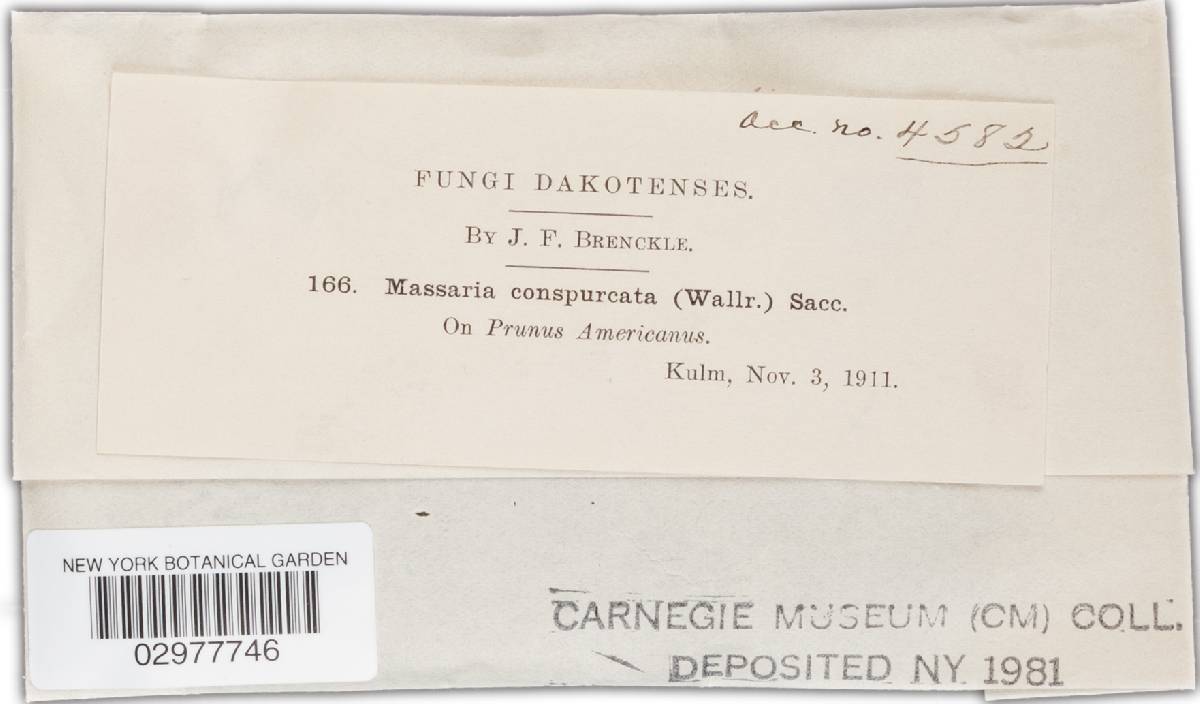 Acc. no. 4582
FUNGI DAKOTENSES.
BY J. F. BRENCKLE.
166. Massaria conspurcata (Wallr.) Sacc.
On Prunus Americanus.
Kulm, Nov. 3, 1911.
NEW YORK BOTANICAL GARDEN
02977746
CARNEGIE MUSEUM (CM) COLL.
DEPOSITED NY 1981